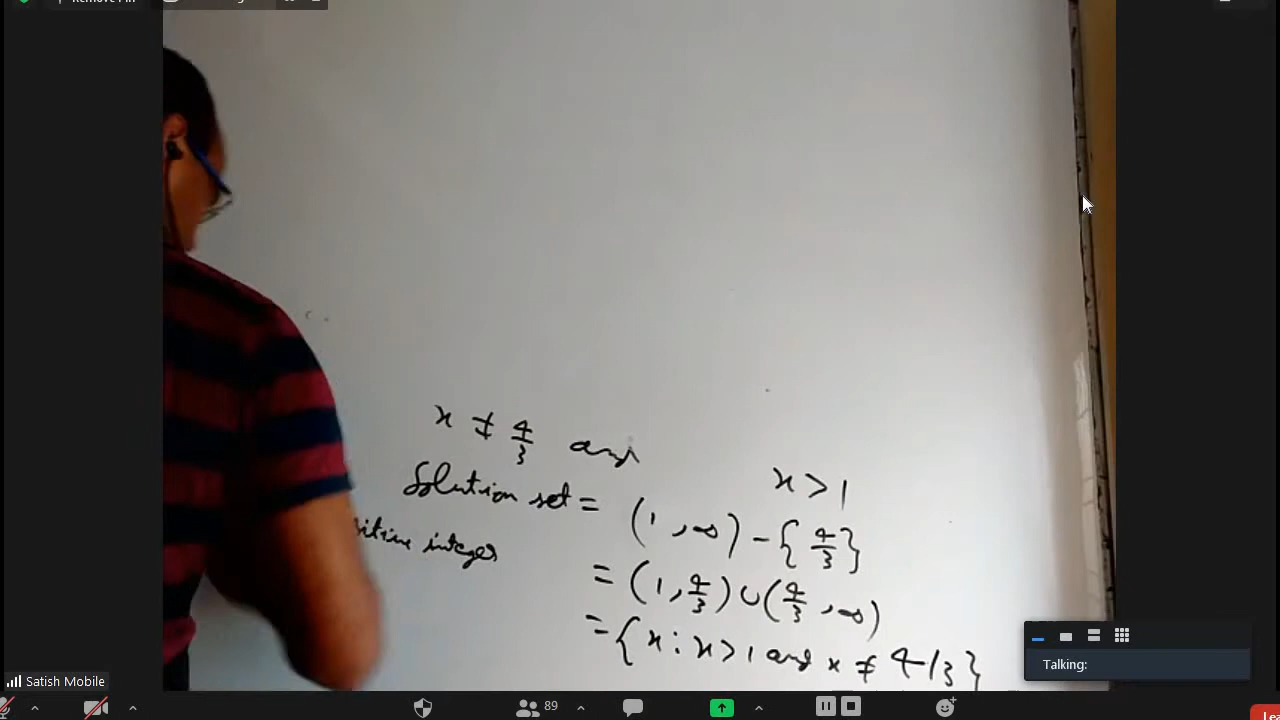 x ≠ 4/3 and x > 1
Solution set = (1, ∞) - {4/3}
sitive integer
= (1, 4/3) ∪ (4/3, ∞)
= {x : x > 1 and x ≠ 4/3}
Talking:
Satish Mobile
89